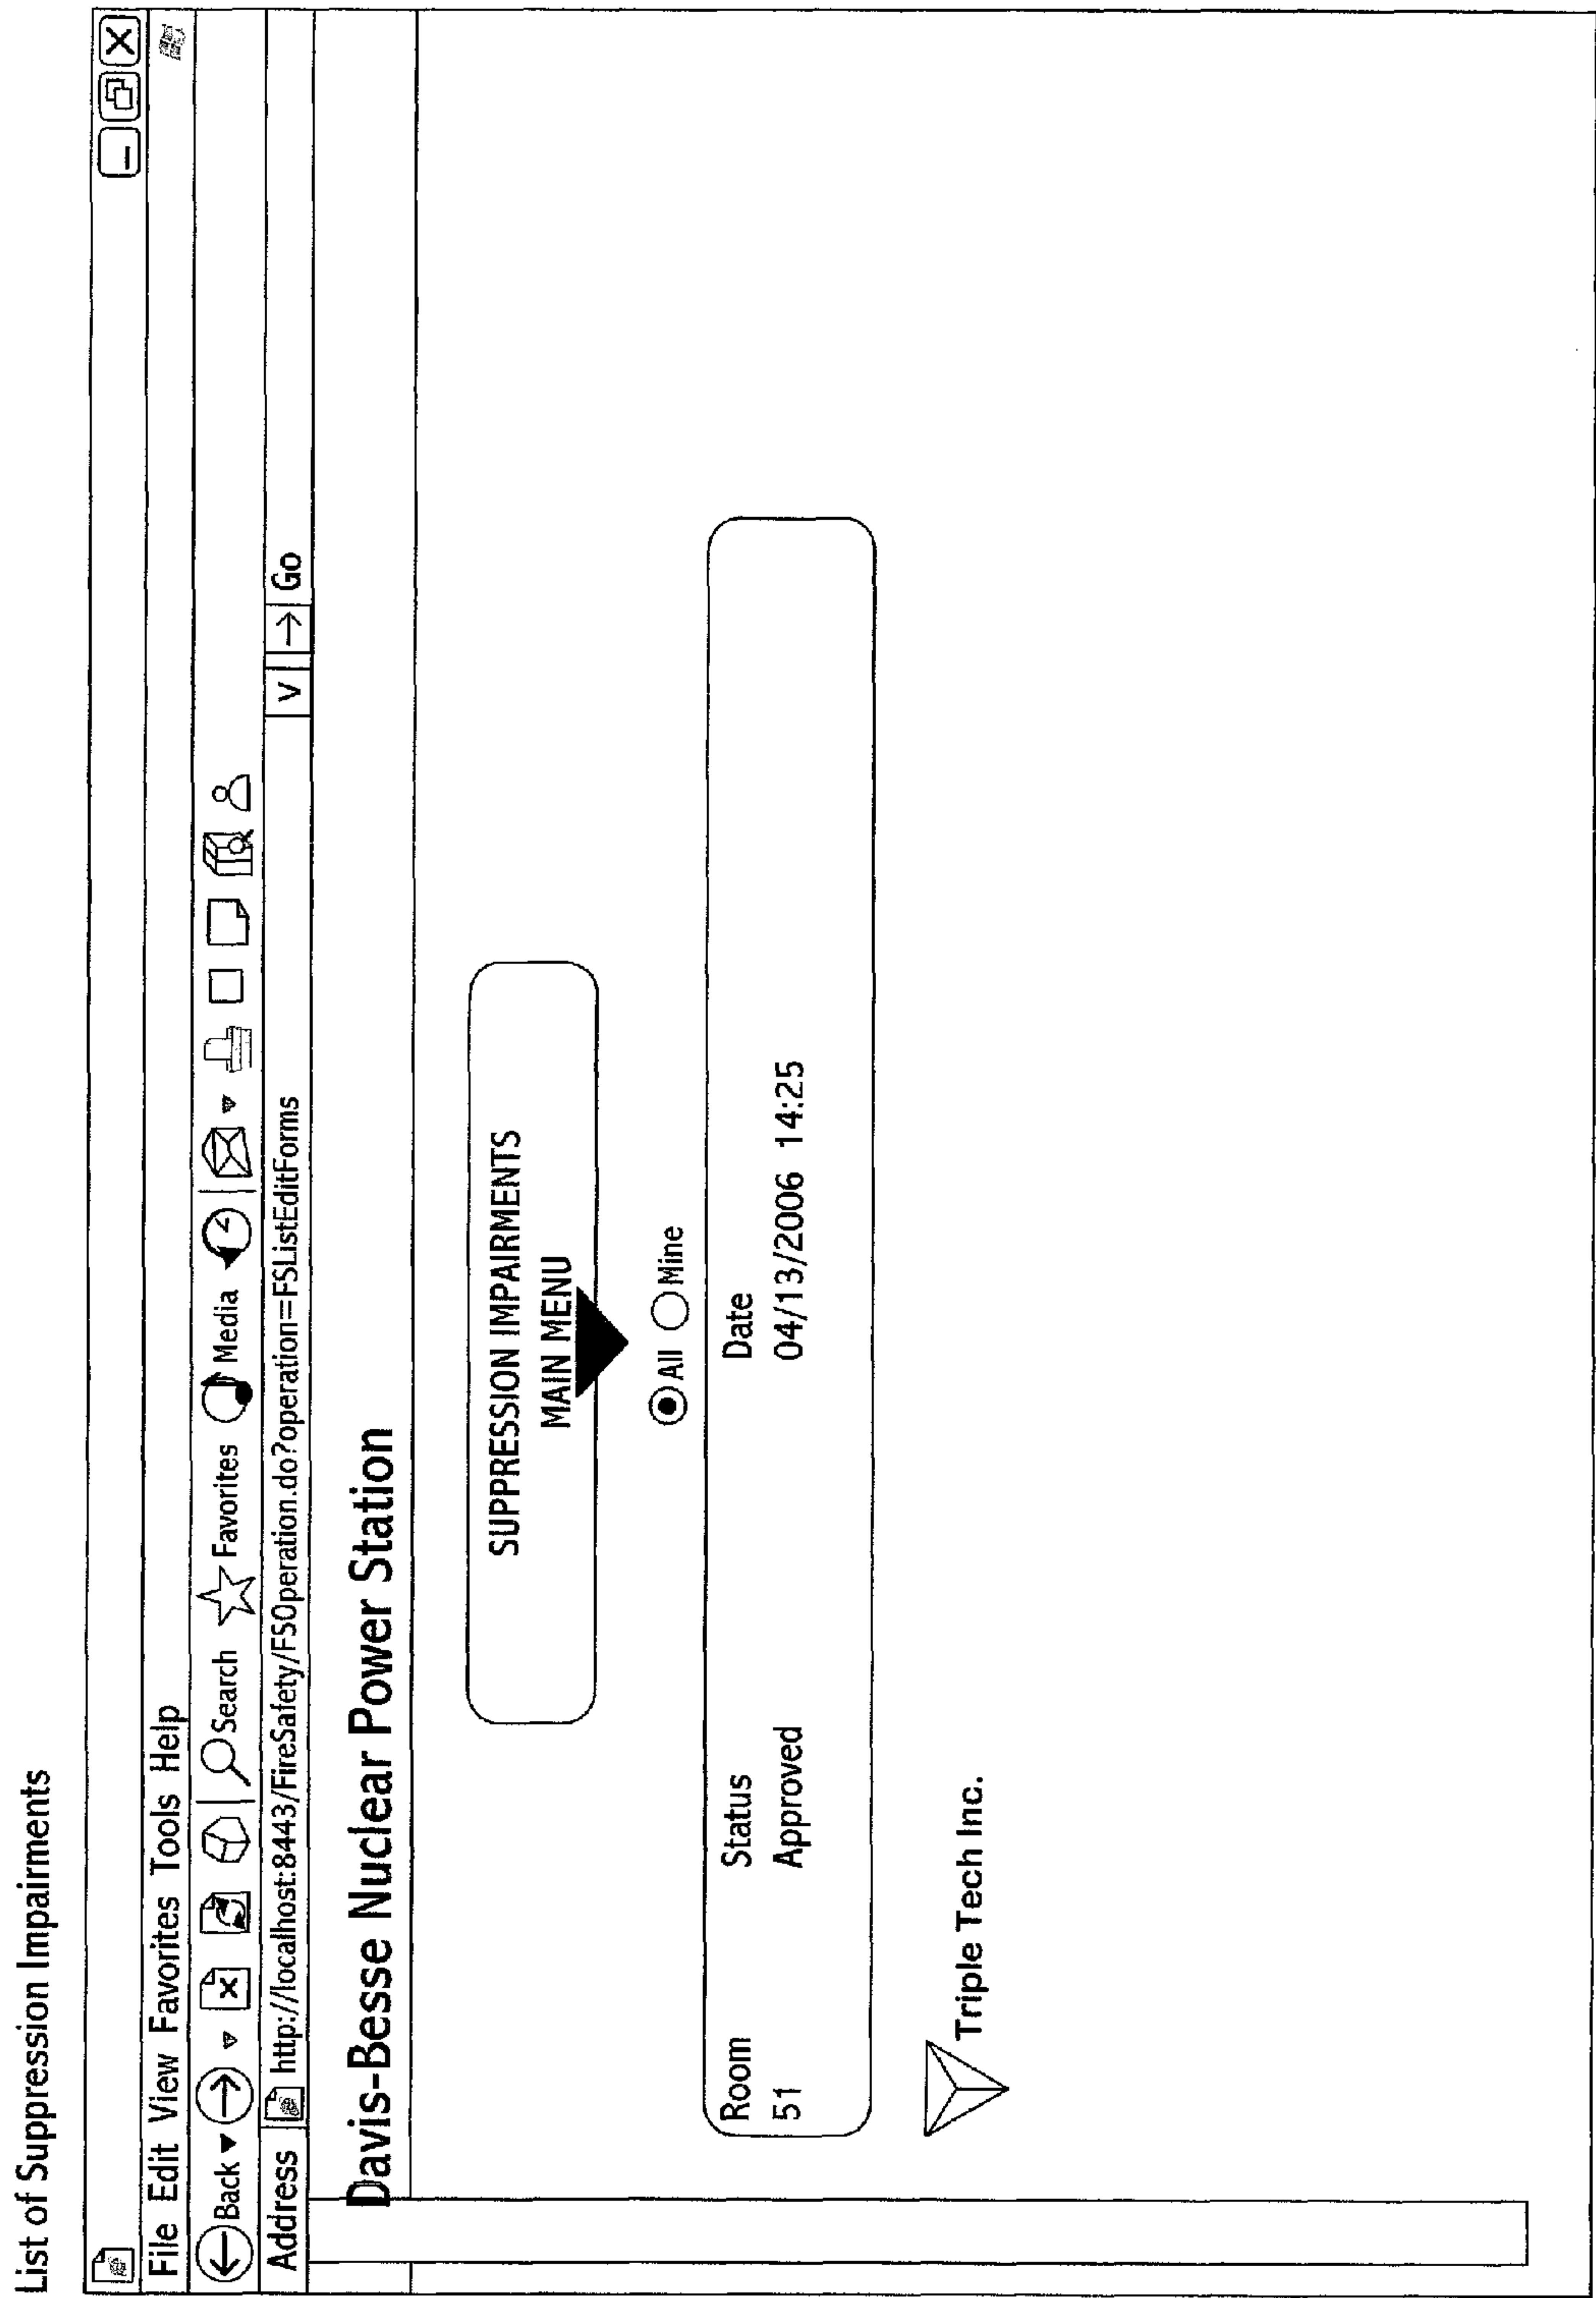 List of Suppression Impairments
File Edit View Favorites Tools Help
Back Search Favorites Media
Address http://localhost:8443/FireSafety/FSOperation.do?operation=FSListEditForms V Go
Davis-Besse Nuclear Power Station
SUPPRESSION IMPAIRMENTS
MAIN MENU
All Mine
Room Status Date
51 Approved 04/13/2006 14:25
Triple Tech Inc.